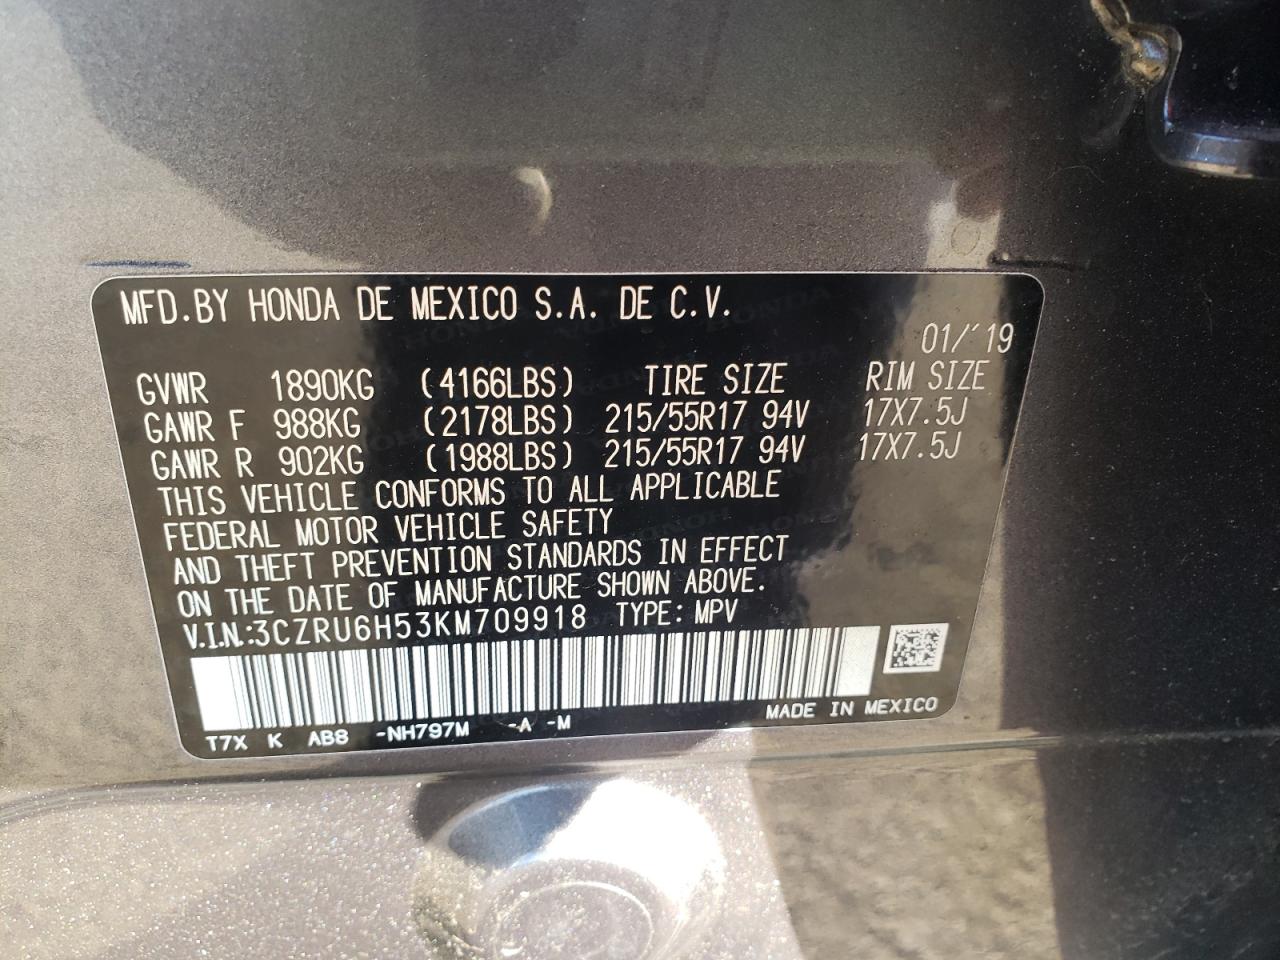 MFD.BY HONDA DE MEXICO S.A. DE C.V.
01/'19
GVWR 1890KG (4166LBS) TIRE SIZE RIM SIZE
GAWR F 988KG (2178LBS) 215/55R17 94V 17X7.5J
GAWR R 902KG (1988LBS) 215/55R17 94V 17X7.5J
THIS VEHICLE CONFORMS TO ALL APPLICABLE
FEDERAL MOTOR VEHICLE SAFETY
AND THEFT PREVENTION STANDARDS IN EFFECT
ON THE DATE OF MANUFACTURE SHOWN ABOVE.
V.I.N.:3CZRU6H53KM709918 TYPE: MPV
T7X K AB8 -NH797M -A -M MADE IN MEXICO